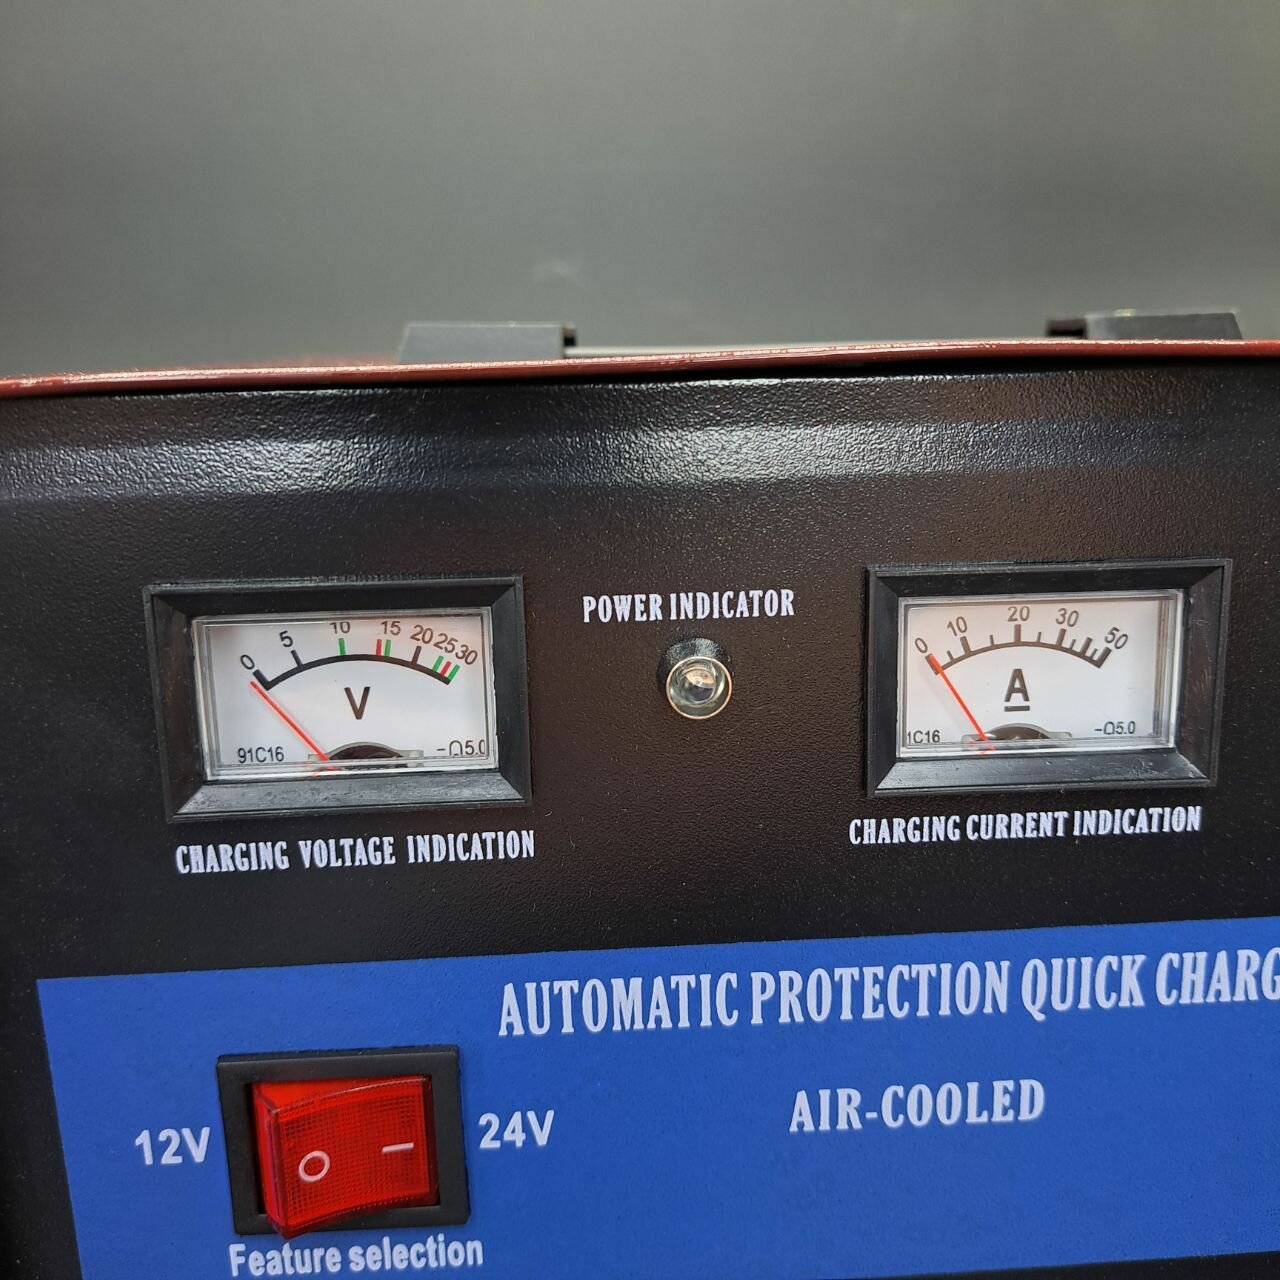 POWER INDICATOR
0 5 10 15 20 25 30
V
91C16 -Ω5.0
0 10 20 30 50
A
1C16 -Ω5.0
CHARGING VOLTAGE INDICATION
CHARGING CURRENT INDICATION
AUTOMATIC PROTECTION QUICK CHARG
AIR-COOLED
12V
24V
Feature selection